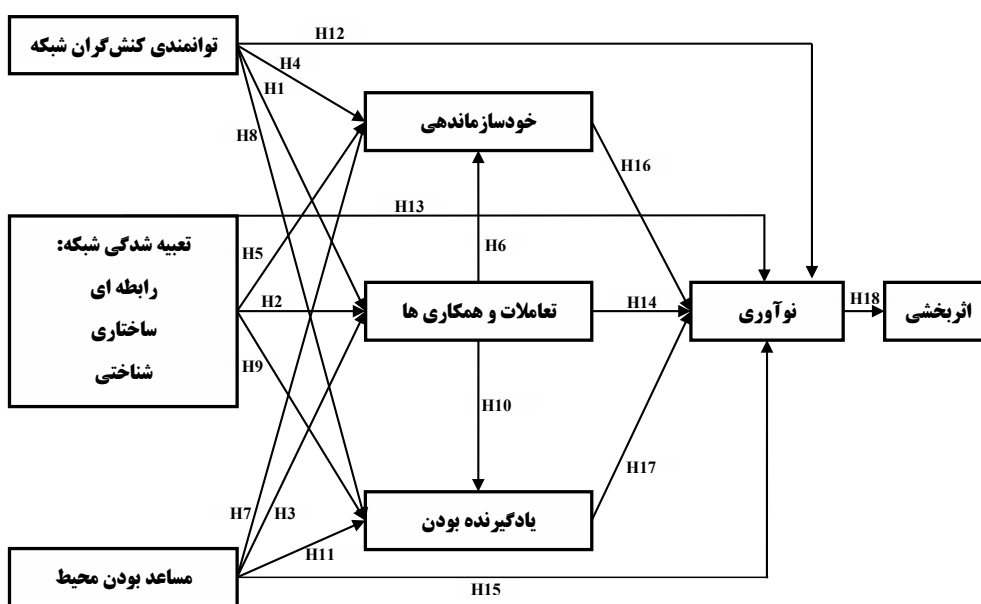 توانمندی کنش‌گران شبکه
H12
H4
H1
H8
خودسازماندهی
H16
H13
تعبیه شدگی شبکه:
رابطه ای
ساختاری
شناختی
H5
H6
H2
تعاملات و همکاری ها
H14
نوآوری
H18
اثربخشی
H9
H10
H17
H7
H3
یادگیرنده بودن
H11
مساعد بودن محیط
H15